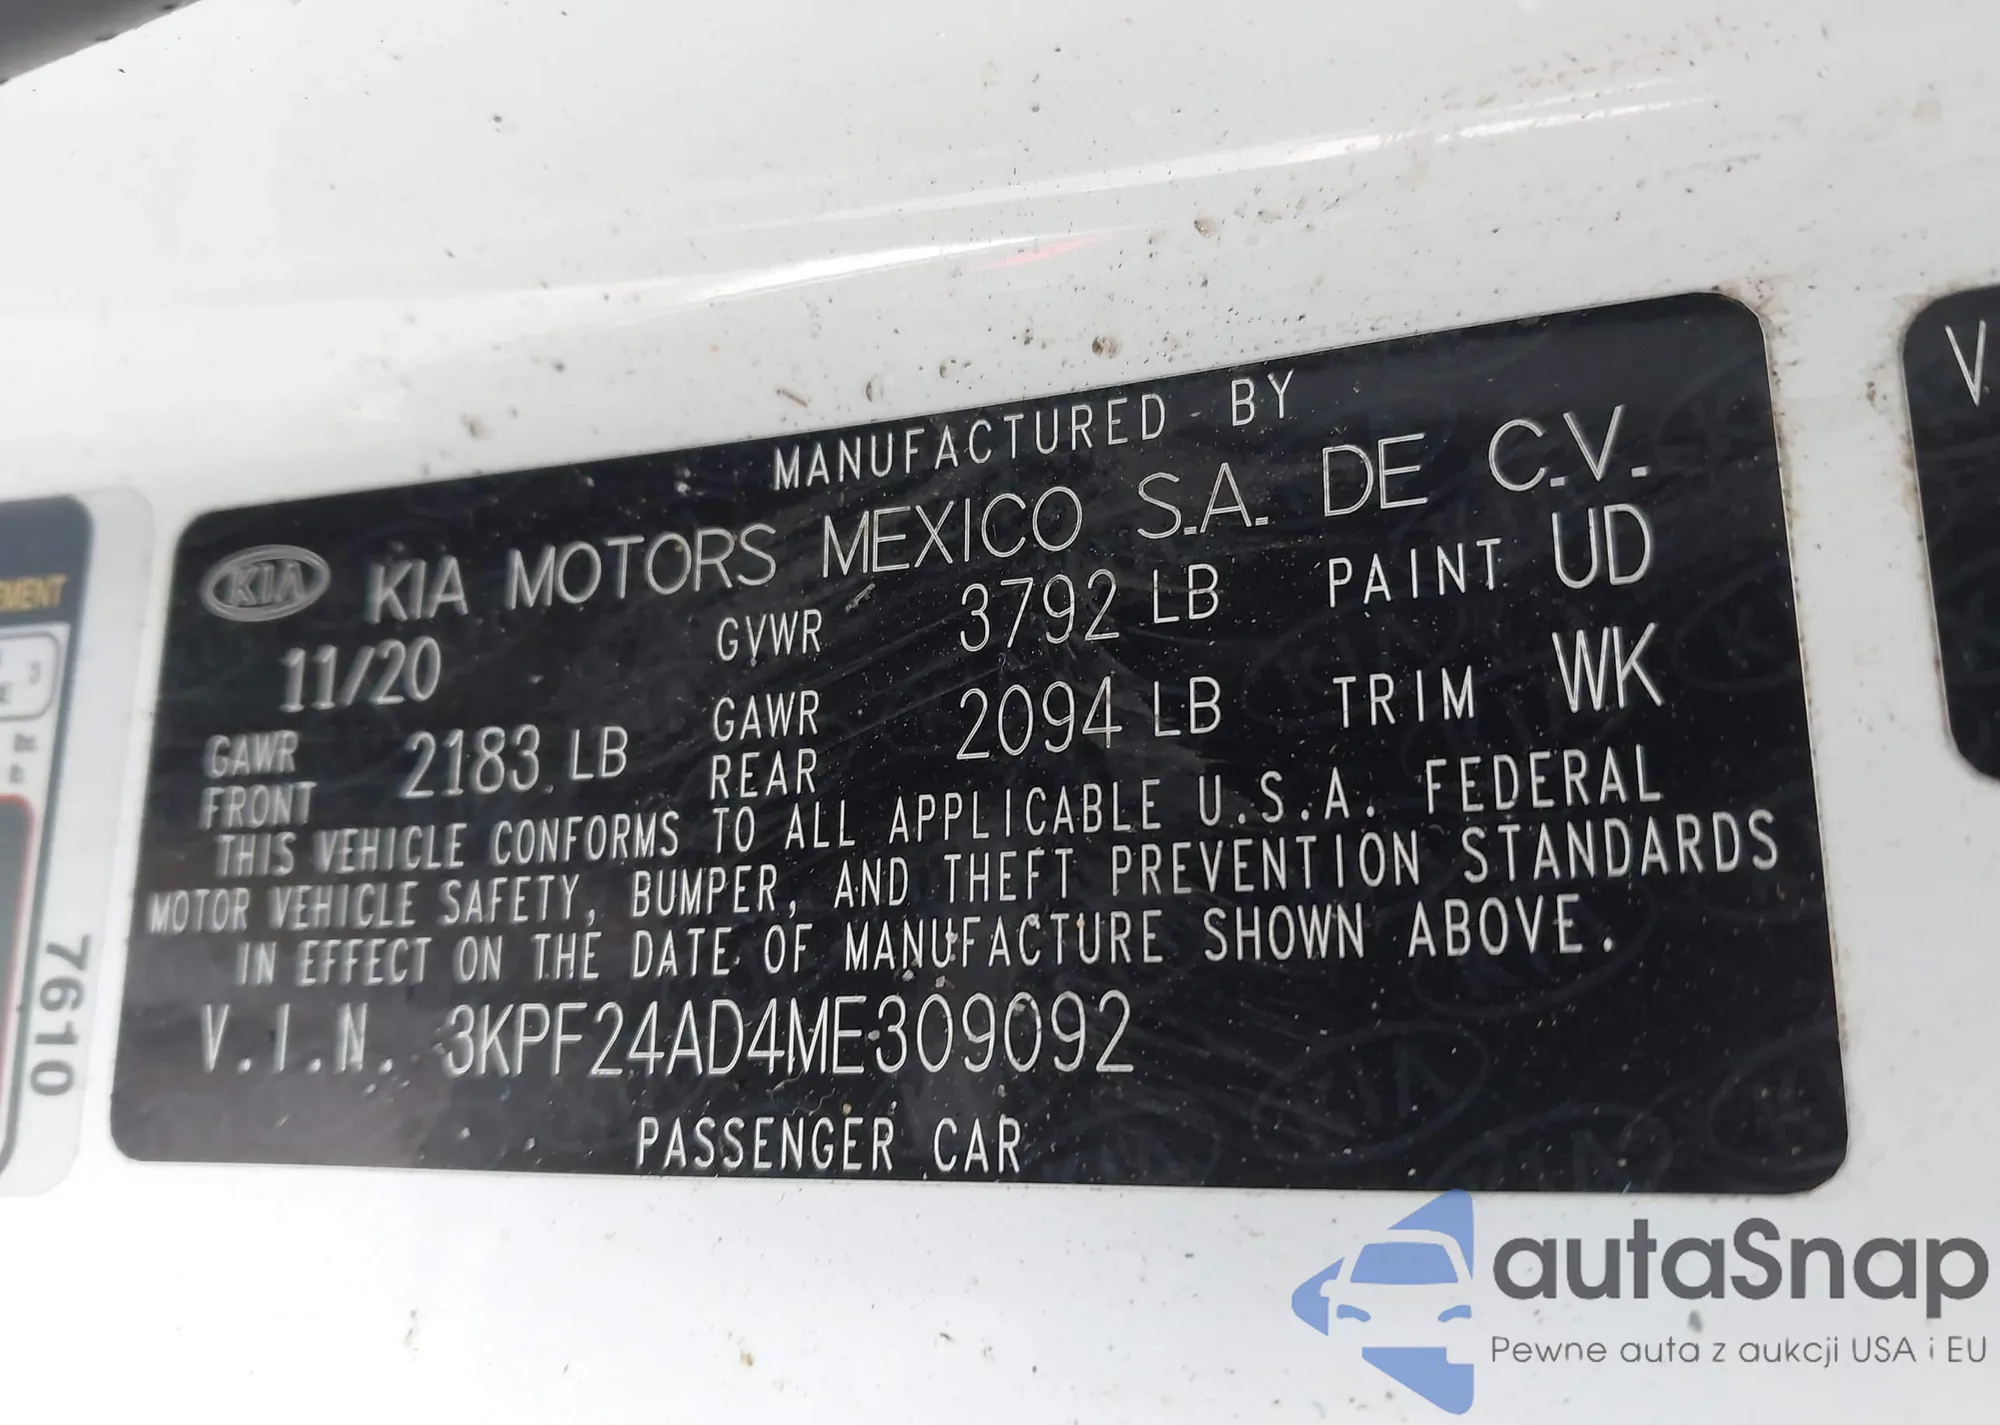 MANUFACTURED BY
KIA KIA MOTORS MEXICO S.A. DE C.V.
11/20 GVWR 3792 LB PAINT UD
GAWR FRONT 2183 LB GAWR REAR 2094 LB TRIM WK
THIS VEHICLE CONFORMS TO ALL APPLICABLE U.S.A. FEDERAL
MOTOR VEHICLE SAFETY, BUMPER, AND THEFT PREVENTION STANDARDS
IN EFFECT ON THE DATE OF MANUFACTURE SHOWN ABOVE.
V.I.N. 3KPF24AD4ME309092
PASSENGER CAR
7610
V
autaSnap
Pewne auta z aukcji USA i EU